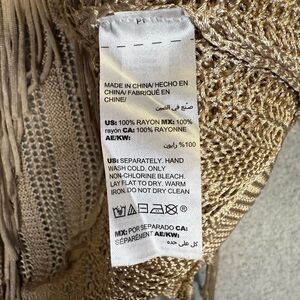 MADE IN CHINA/ HECHO EN
CHINA/ FABRIQUÉ EN
CHINE/
صنع في الصين
US: 100% RAYON MX: 100%
rayón CA: 100% RAYONNE
AE/KW:
100% رايون
US: SEPARATELY. HAND
WASH COLD. ONLY
NON-CHLORINE BLEACH.
LAY FLAT TO DRY. WARM
IRON. DO NOT DRY CLEAN
MX: POR SEPARADO CA:
SÉPARÉMENT AE/KW:
كل على حده